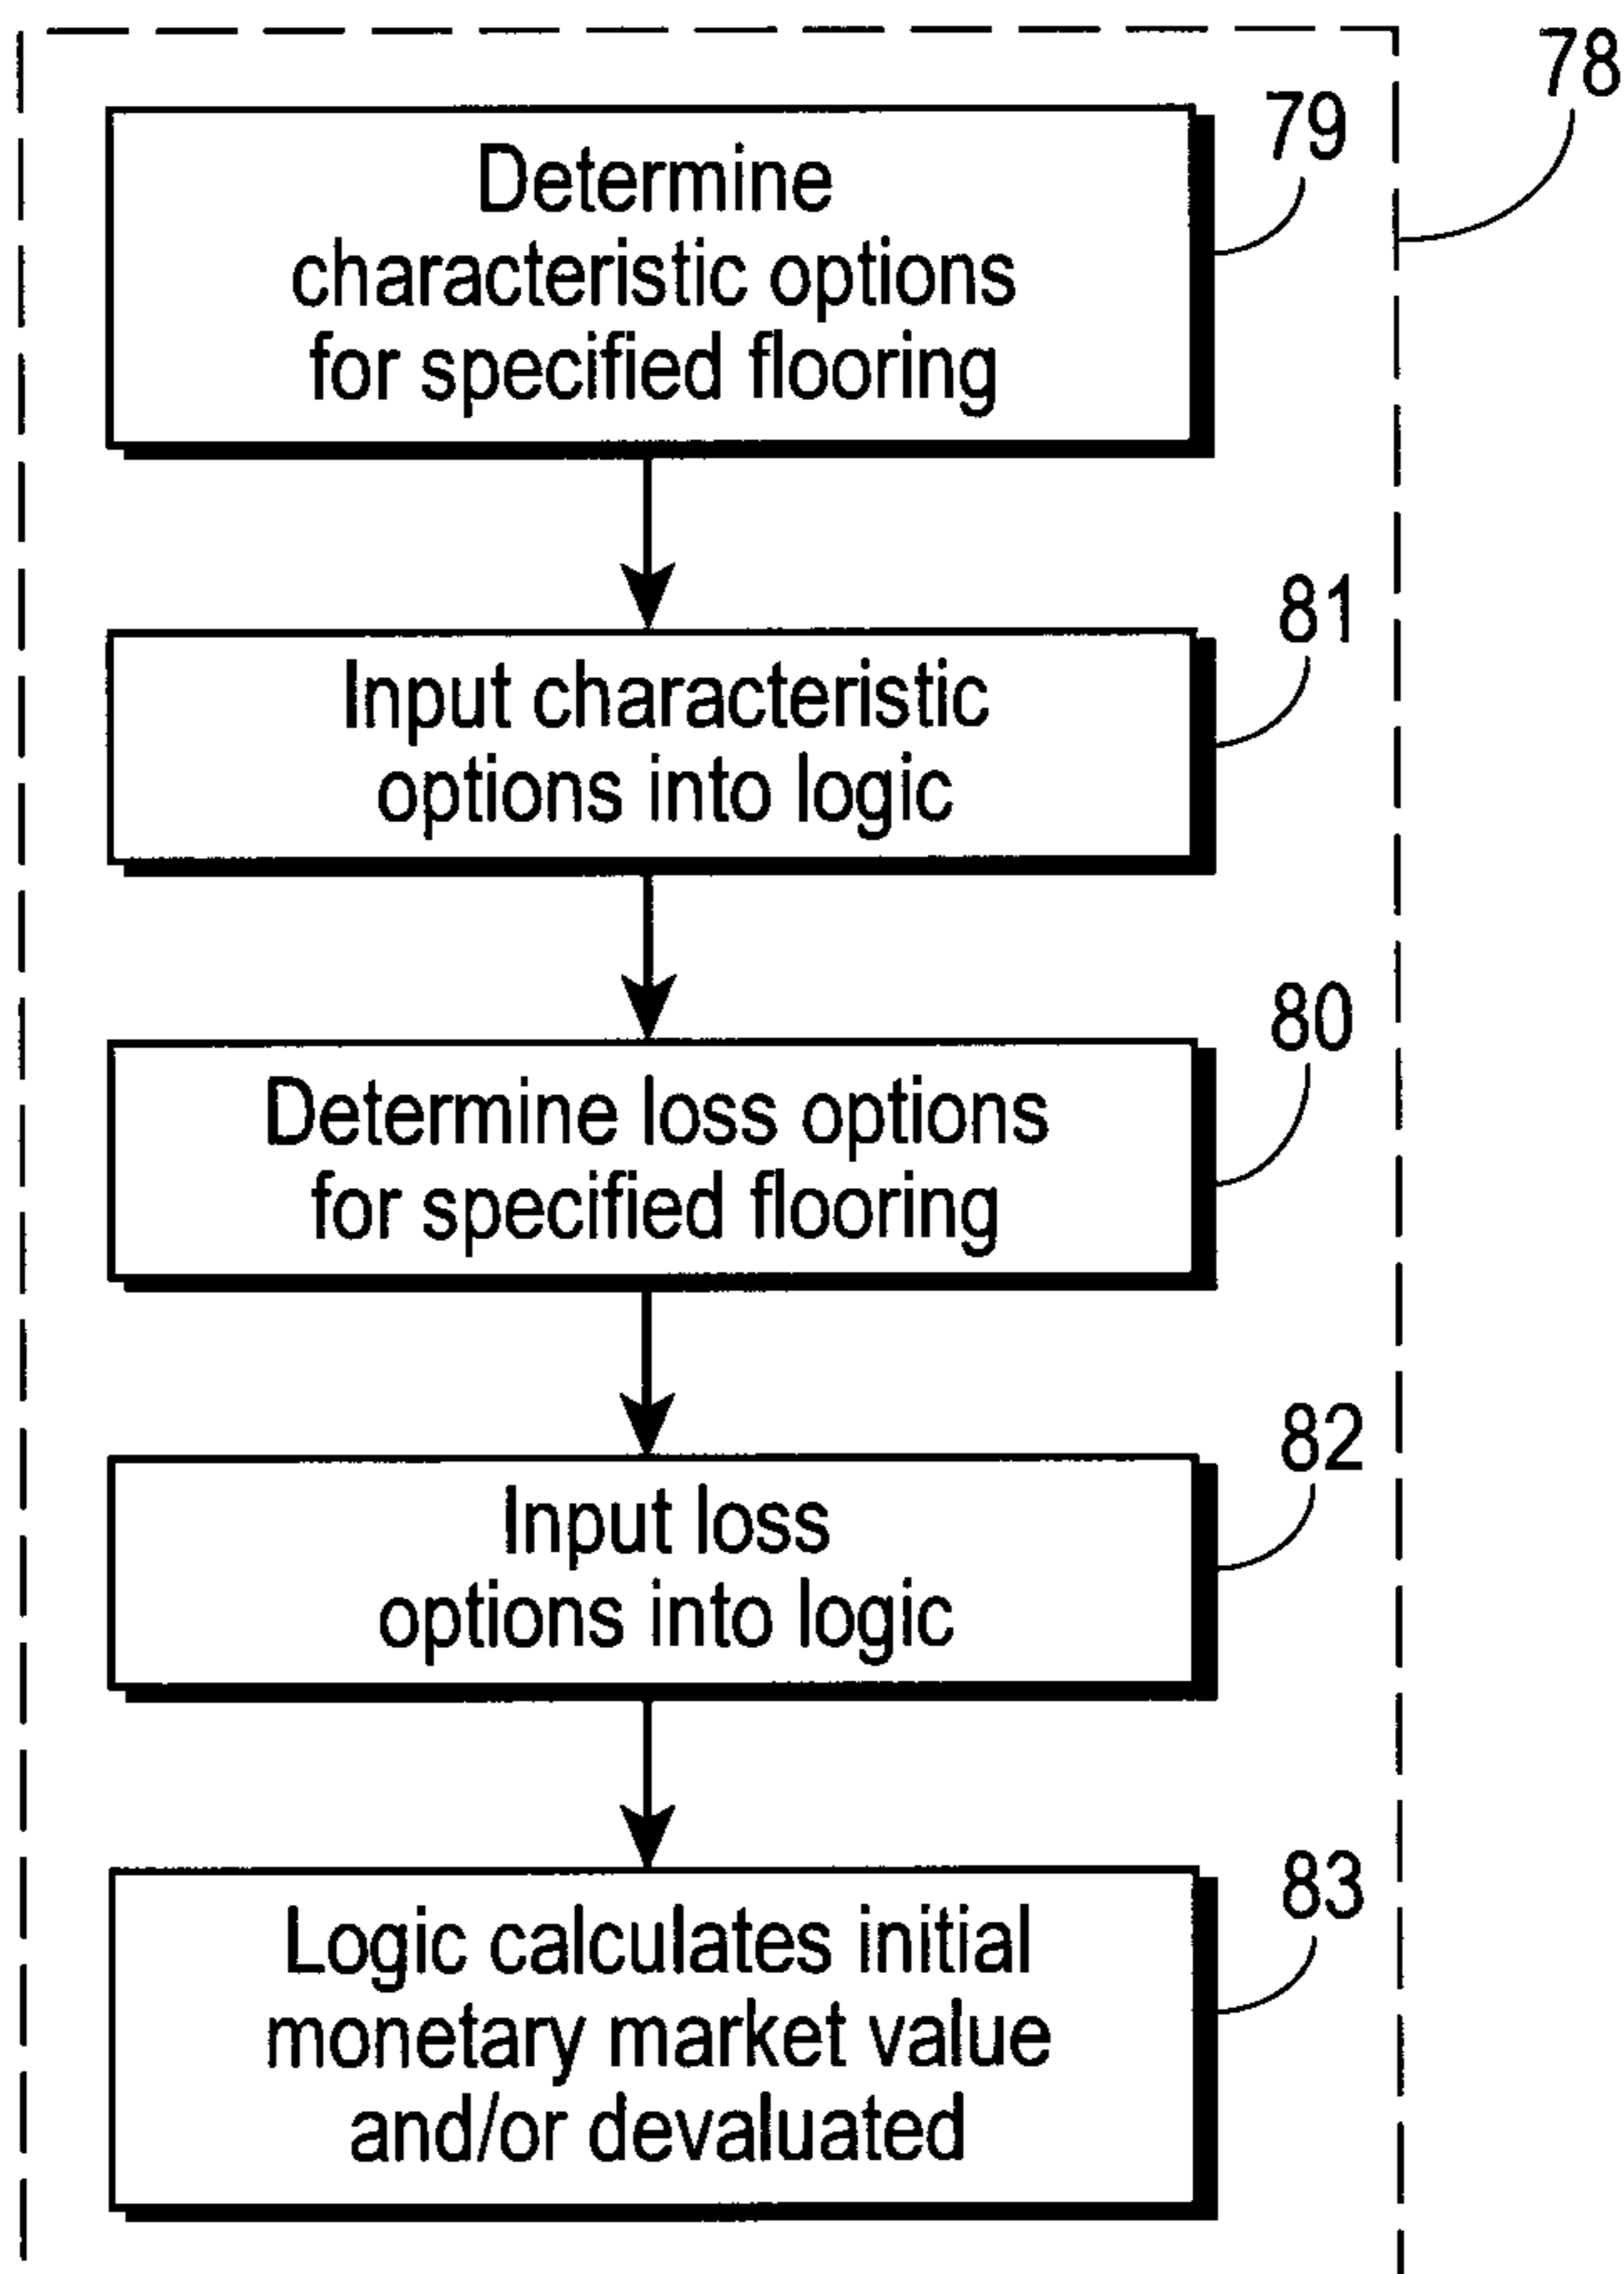 78
79
Determine
characteristic options
for specified flooring
81
Input characteristic
options into logic
80
Determine loss options
for specified flooring
82
Input loss
options into logic
83
Logic calculates initial
monetary market value
and/or devaluated